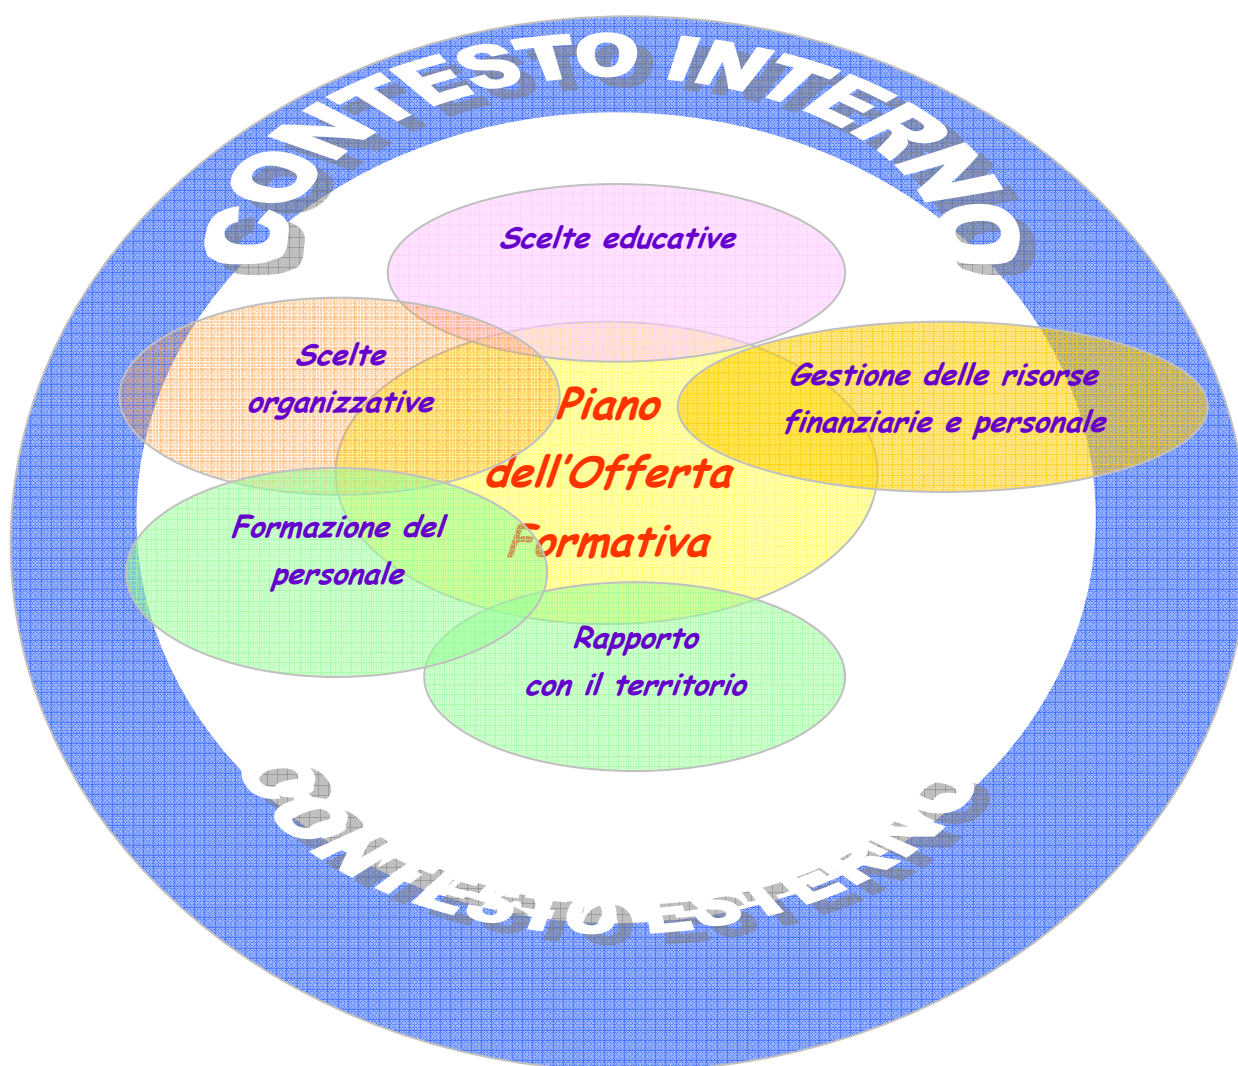 CONTESTO INTERNO
Scelte educative
Scelte
organizzative
Gestione delle risorse
finanziarie e personale
Piano
dell'Offerta
Formativa
Formazione del
personale
Rapporto
con il territorio
CONTESTO ESTERNO